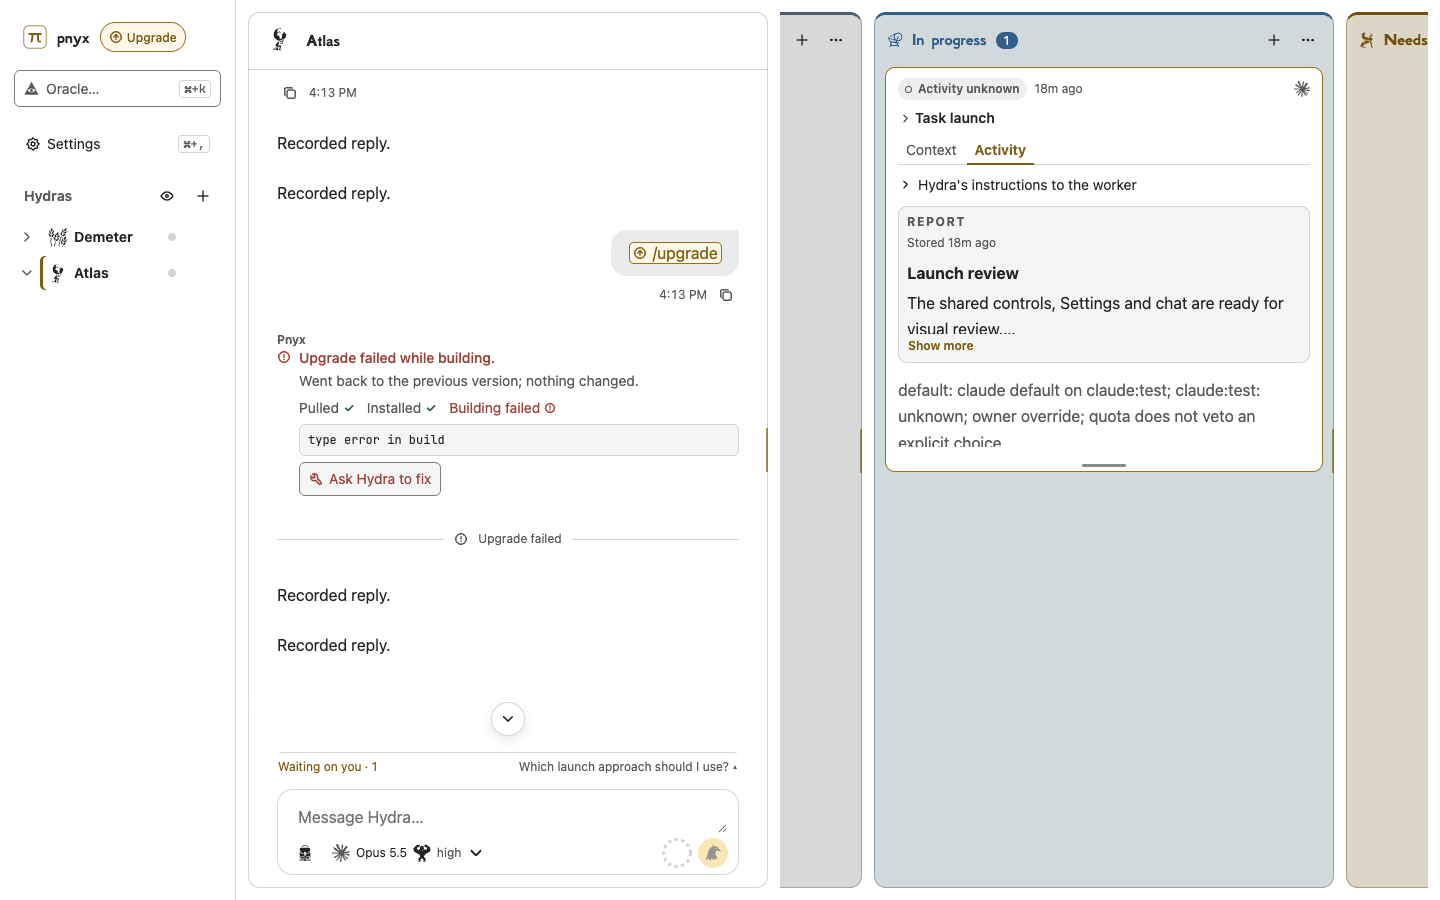 pnyx
Upgrade
Oracle...
⌘+K
Settings
⌘+,
Hydras
Demeter
Atlas
Atlas
4:13 PM
Recorded reply.
Recorded reply.
/upgrade
4:13 PM
Pnyx
Upgrade failed while building.
Went back to the previous version; nothing changed.
Pulled ✓ Installed ✓ Building failed
type error in build
Ask Hydra to fix
Upgrade failed
Recorded reply.
Recorded reply.
Waiting on you · 1
Which launch approach should I use?
Message Hydra...
Opus 5.5 high
In progress 1
Activity unknown 18m ago
Task launch
Context Activity
Hydra's instructions to the worker
REPORT
Stored 18m ago
Launch review
The shared controls, Settings and chat are ready for
visual review....
Show more
default: claude default on claude:test; claude:test:
unknown; owner override; quota does not veto an
explicit choice
Needs